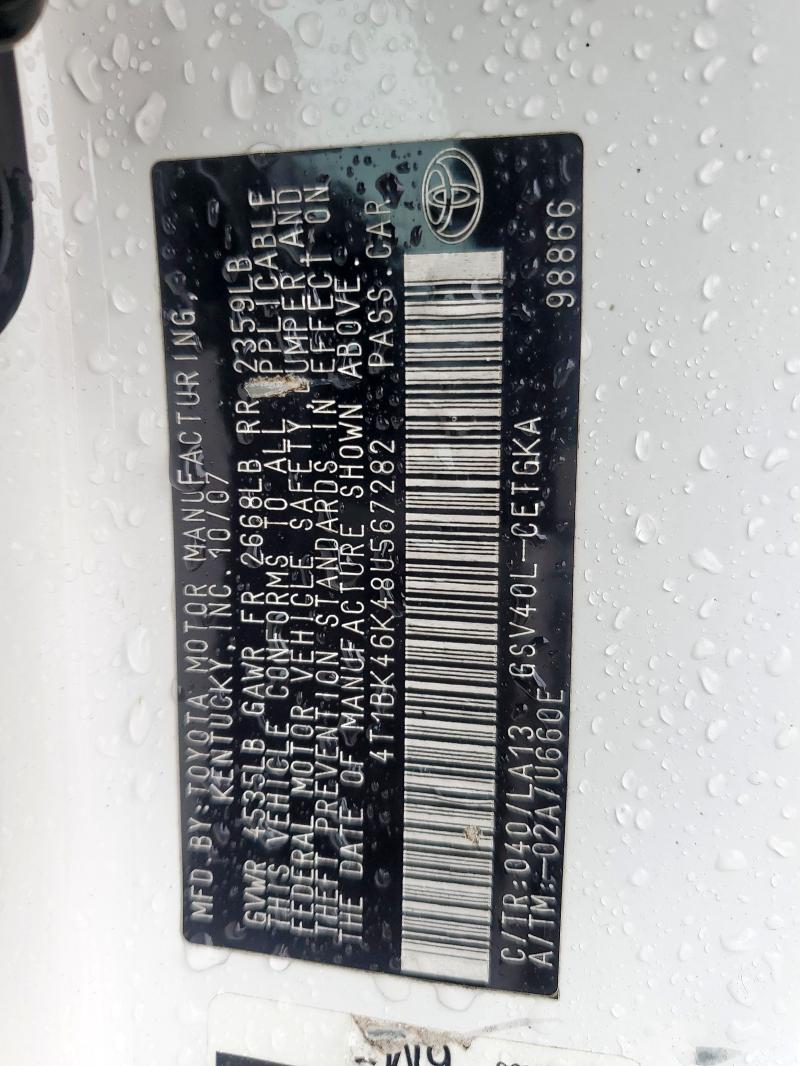 MFD BY:TOYOTA MOTOR MANUFACTURING,
KENTUCKY, INC 10/07
GVWR 4535LB GAWR FR 2668LB RR 2359LB
THIS VEHICLE CONFORMS TO ALL PPLICABLE
FEDERAL MOTOR VEHICLE SAFETY, UMPER AND
THEFT PREVENTION STANDARDS IN EFFECT ON
THE DATE OF MANUFACTURE SHOWN ABOVE.
4T1BK46K48U567282 PASS.CAR
C/TR:040/LA13 GSV40L-CETGKA
A/TM:-02A/U660E
98866